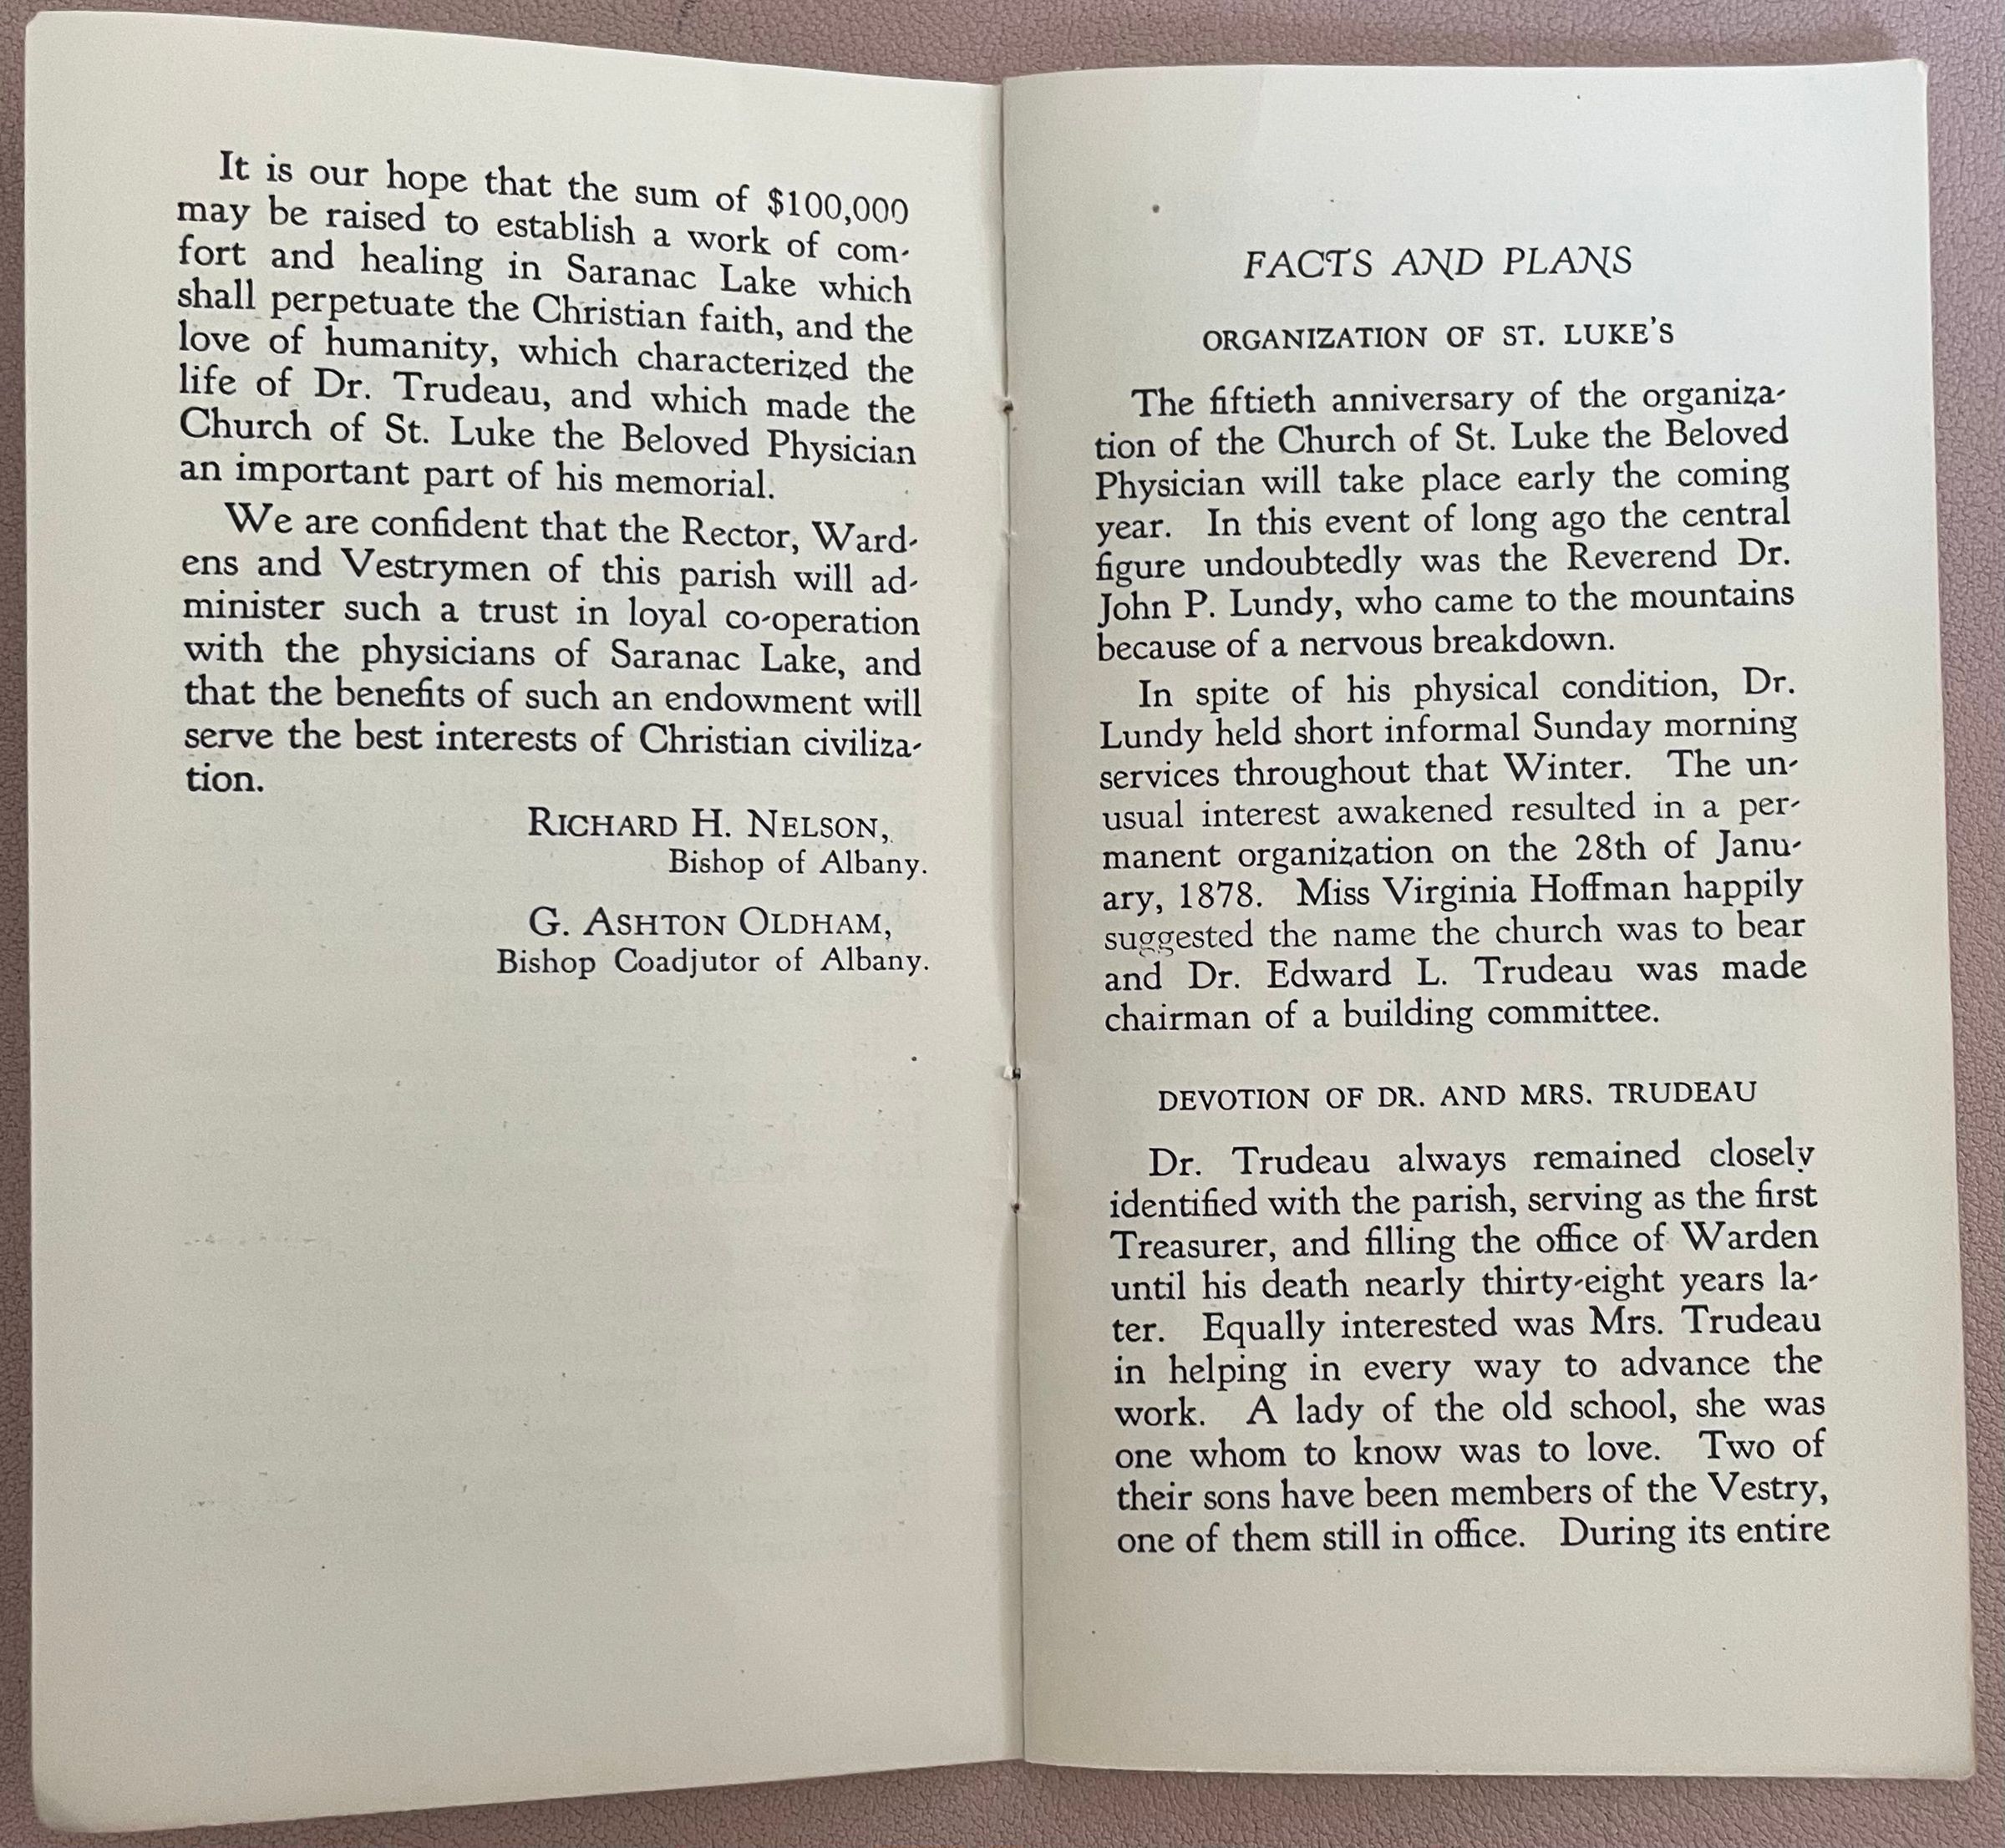 It is our hope that the sum of $100,000
may be raised to establish a work of com-
fort and healing in Saranac Lake which
shall perpetuate the Christian faith, and the
love of humanity, which characterized the
life of Dr. Trudeau, and which made the
Church of St. Luke the Beloved Physician
an important part of his memorial.
We are confident that the Rector, Ward-
ens and Vestrymen of this parish will ad-
minister such a trust in loyal co-operation
with the physicians of Saranac Lake, and
that the benefits of such an endowment will
serve the best interests of Christian civiliza-
tion.
RICHARD H. NELSON,
Bishop of Albany.
G. ASHTON OLDHAM,
Bishop Coadjutor of Albany.
FACTS AND PLANS
ORGANIZATION OF ST. LUKE'S
The fiftieth anniversary of the organiza-
tion of the Church of St. Luke the Beloved
Physician will take place early the coming
year. In this event of long ago the central
figure undoubtedly was the Reverend Dr.
John P. Lundy, who came to the mountains
because of a nervous breakdown.
In spite of his physical condition, Dr.
Lundy held short informal Sunday morning
services throughout that Winter. The un-
usual interest awakened resulted in a per-
manent organization on the 28th of Janu-
ary, 1878. Miss Virginia Hoffman happily
suggested the name the church was to bear
and Dr. Edward L. Trudeau was made
chairman of a building committee.
DEVOTION OF DR. AND MRS. TRUDEAU
Dr. Trudeau always remained closely
identified with the parish, serving as the first
Treasurer, and filling the office of Warden
until his death nearly thirty-eight years la-
ter. Equally interested was Mrs. Trudeau
in helping in every way to advance the
work. A lady of the old school, she was
one whom to know was to love. Two of
their sons have been members of the Vestry,
one of them still in office. During its entire